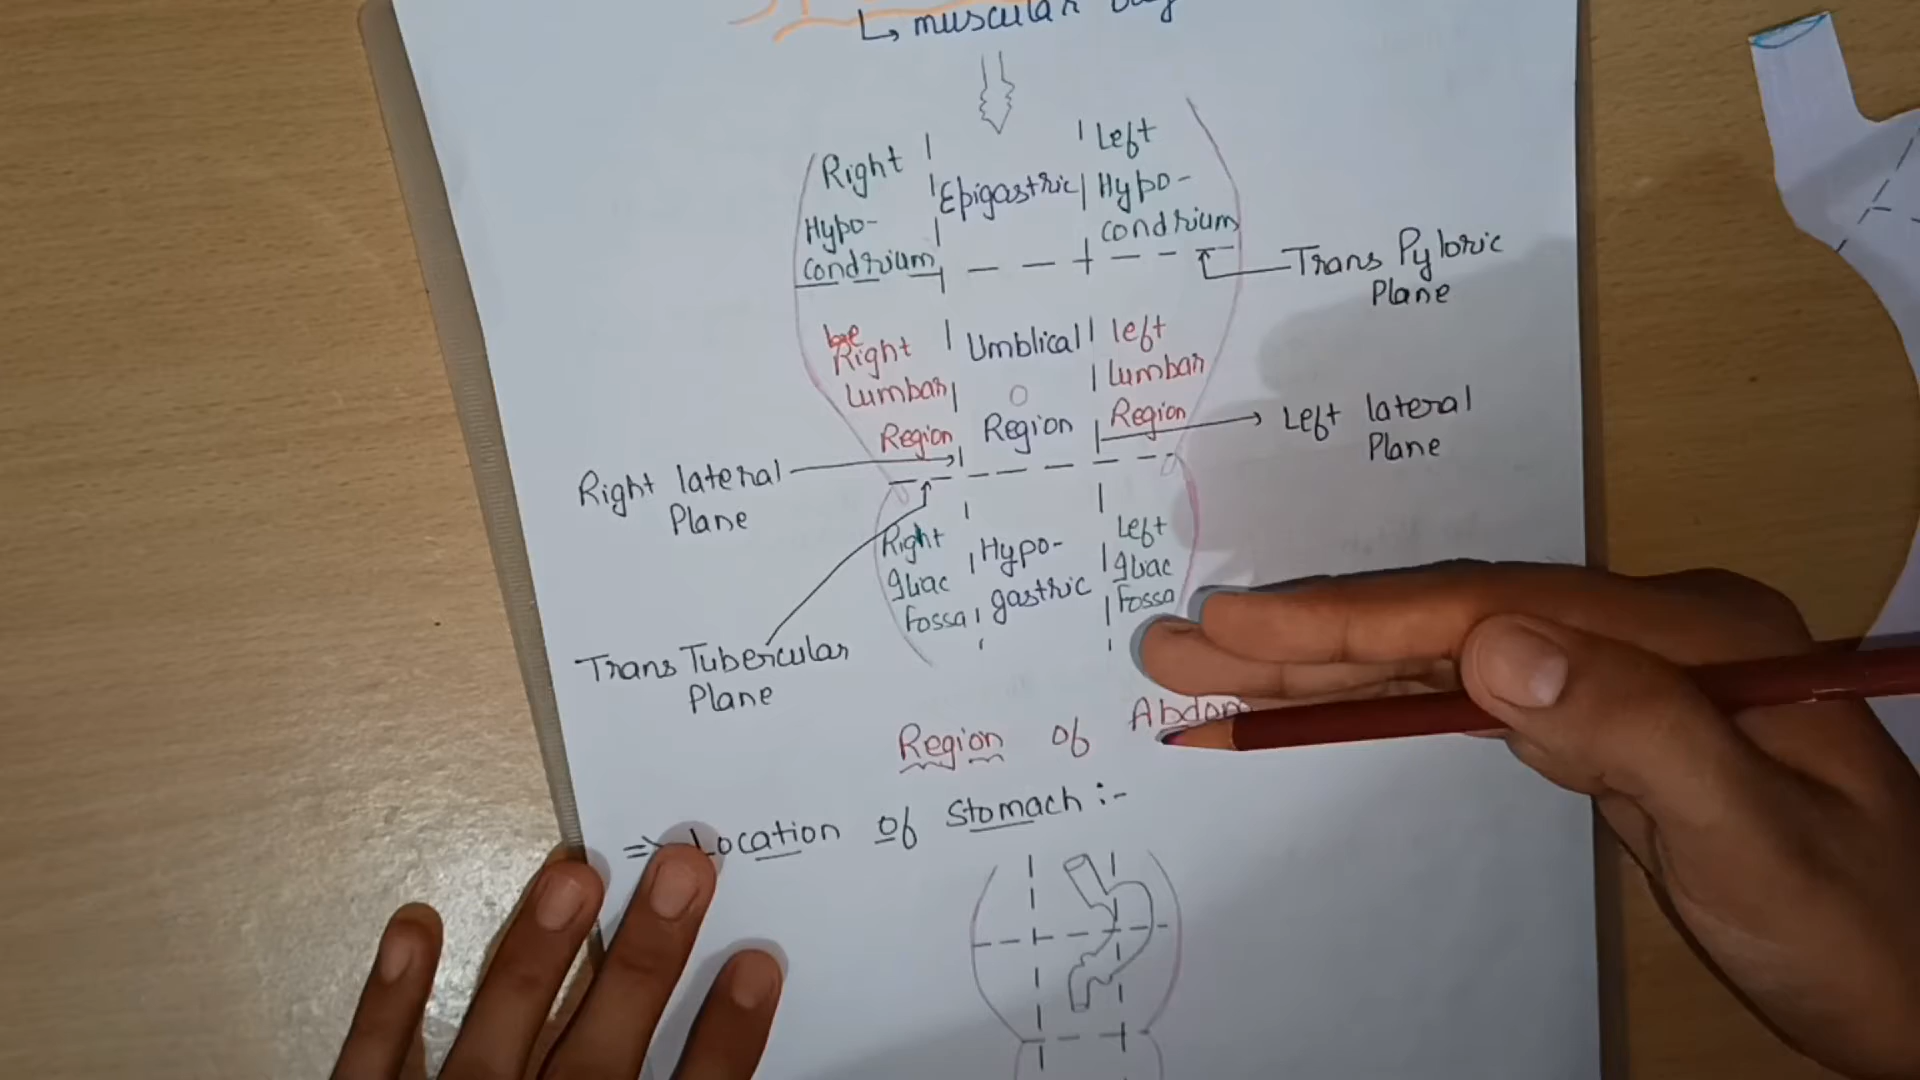 ↳ muscular
Right
Hypo-
condrium
Epigastric
Left
Hypo-
condrium
Trans Pyloric
Plane
Right
Lumbar
Region
Umblical
Region
left
lumbar
Region
Left lateral
Plane
Right lateral
Plane
Right
Iliac
Fossa
Hypo-
gastric
Left
Iliac
Fossa
Trans Tubercular
Plane
Region of Abdom
=> Location of Stomach :-